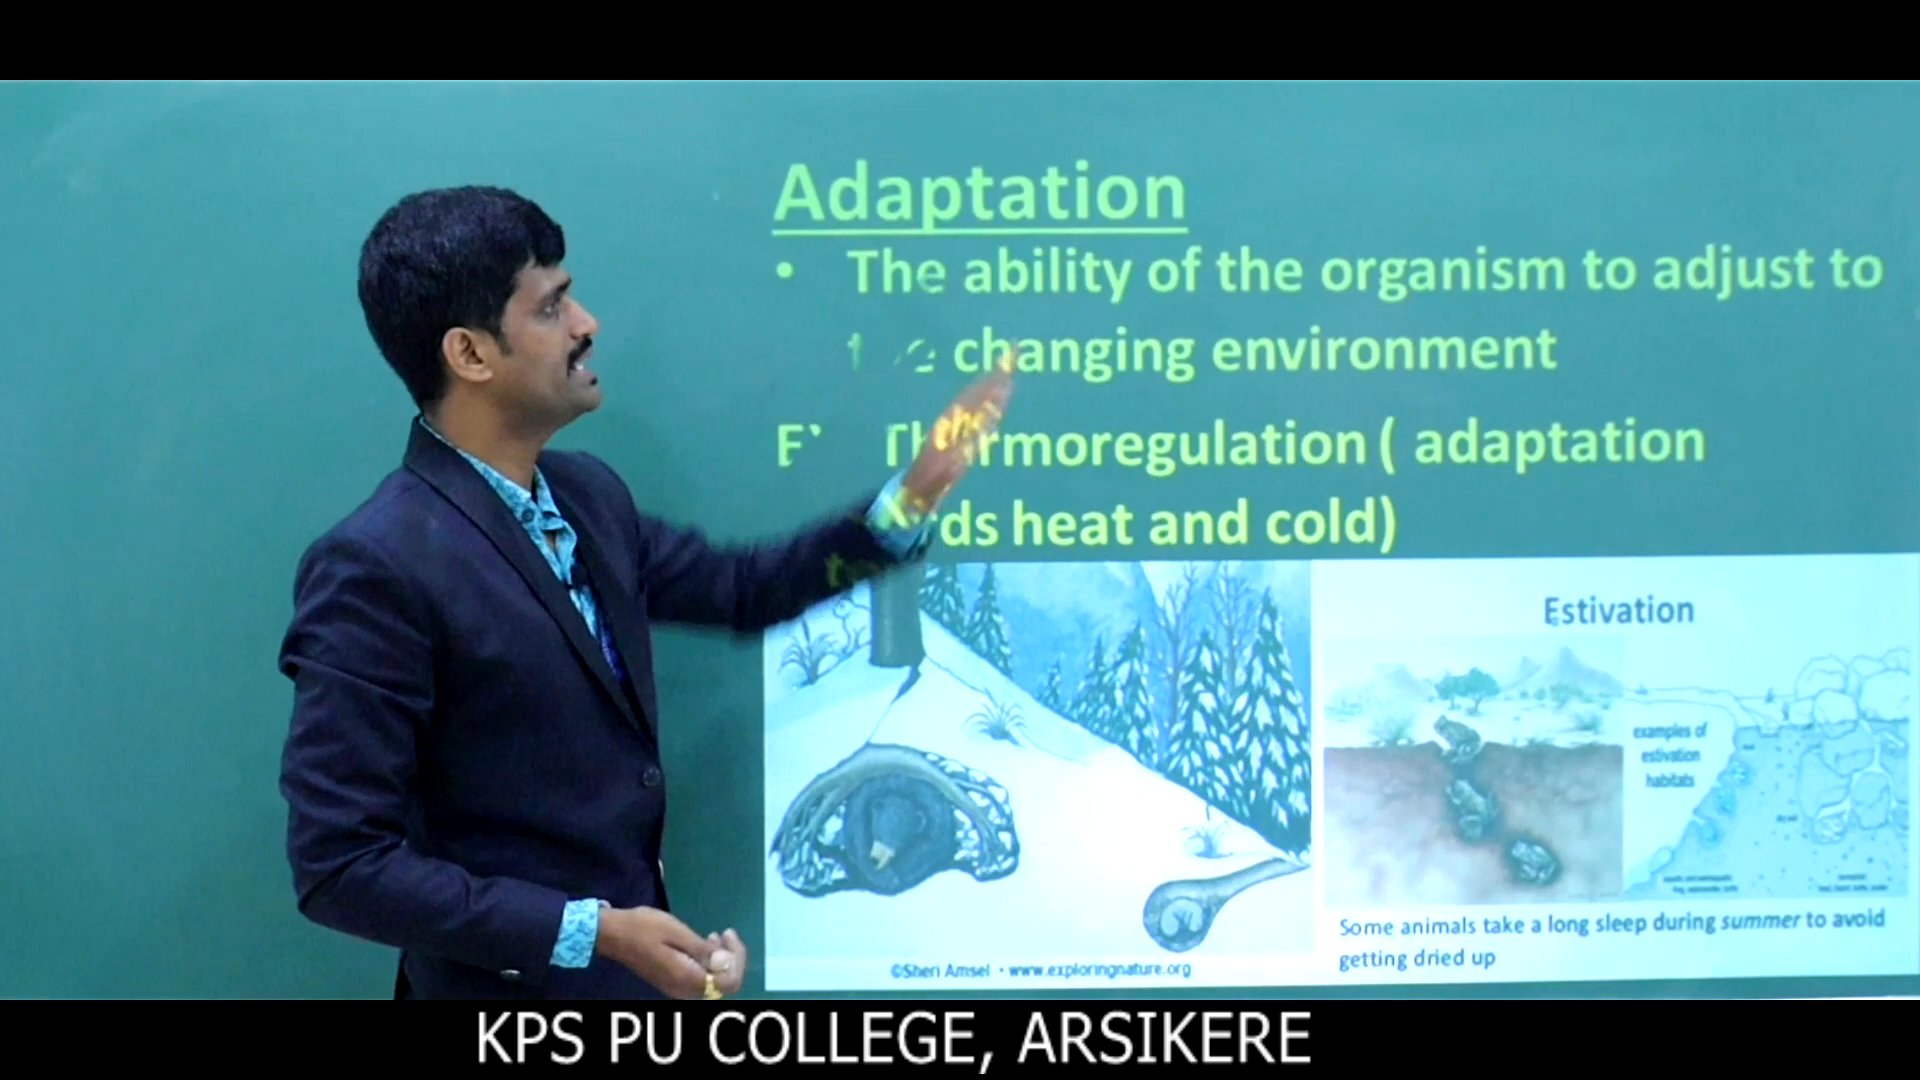 Adaptation
• The ability of the organism to adjust to
changing environment
Thermoregulation ( adaptation
heat and cold)
Estivation
examples of
estivation
habitats
Some animals take a long sleep during summer to avoid
getting dried up
©Sheri Amsel • www.exploringnature.org
KPS PU COLLEGE, ARSIKERE